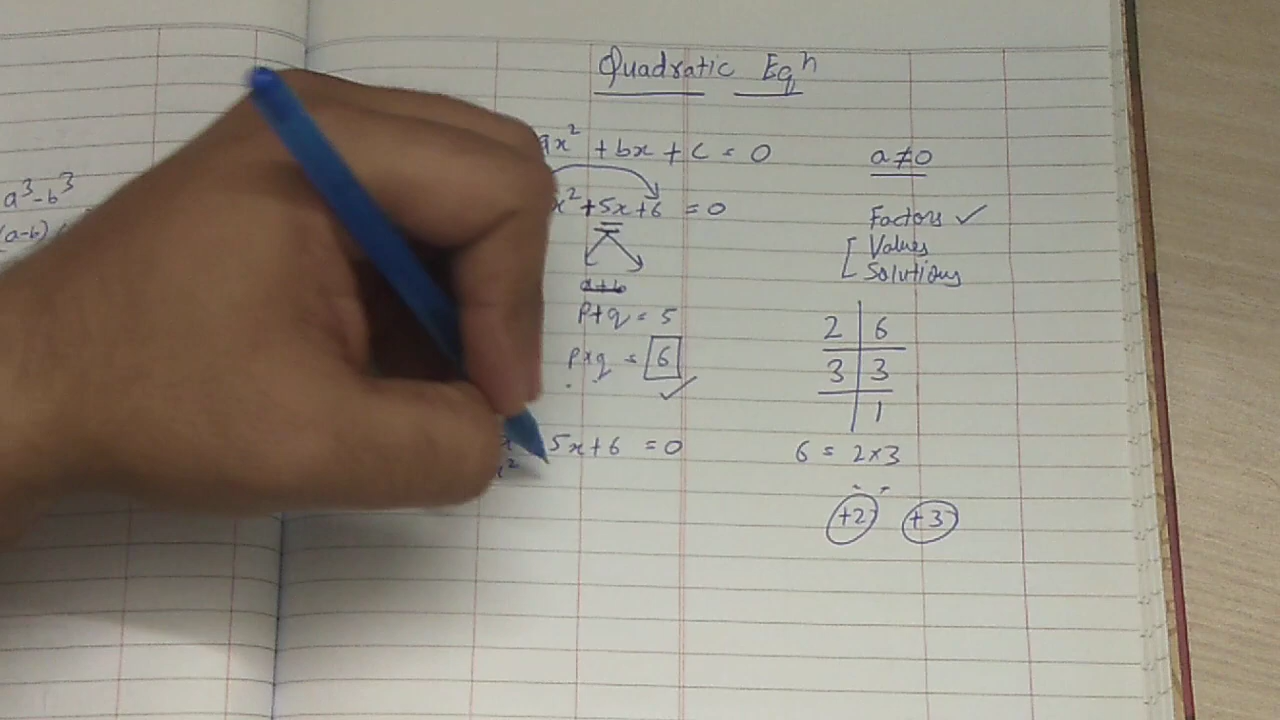 a³-b³
(a-b)
Quadratic Eqⁿ
ax² + bx + c = 0
a ≠ 0
x² + 5x + 6 = 0
Factors ✓
Values
Solutions
p+q = 5
p×q = 6
✓
2 | 6
3 | 3
1
5x+6 = 0
x²
6 = 2×3
+2 +3